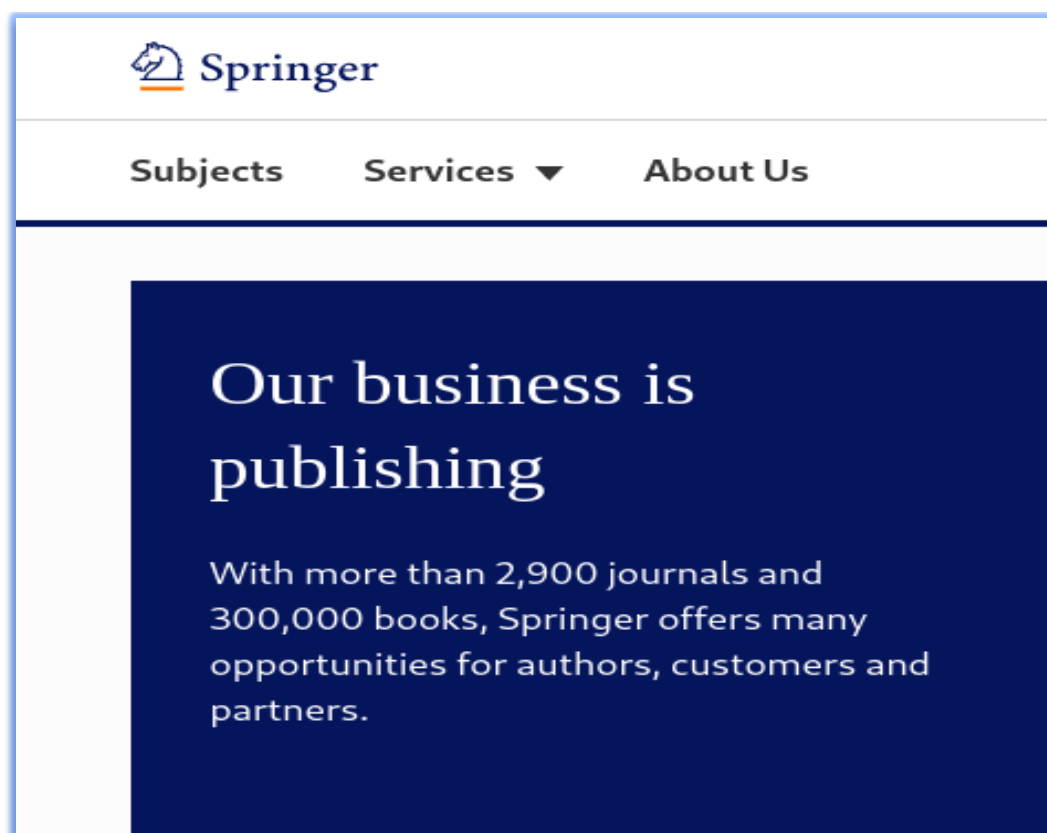 Springer
Subjects Services About Us
Our business is
publishing
With more than 2,900 journals and
300,000 books, Springer offers many
opportunities for authors, customers and
partners.